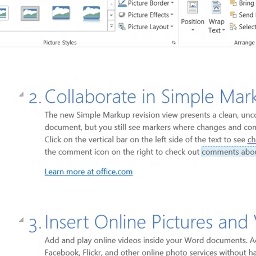 Picture Border
Picture Effects
Picture Layout
Position
Wrap
Text
Bring
Send
Picture Styles
Arrange
2. Collaborate in Simple Mark
The new Simple Markup revision view presents a clean, unco
document, but you still see markers where changes and con
Click on the vertical bar on the left side of the text to see ch
the comment icon on the right to check out comments abou
Learn more at office.com
3. Insert Online Pictures and V
Add and play online videos inside your Word documents. A
Facebook, Flickr, and other online photo services without ha